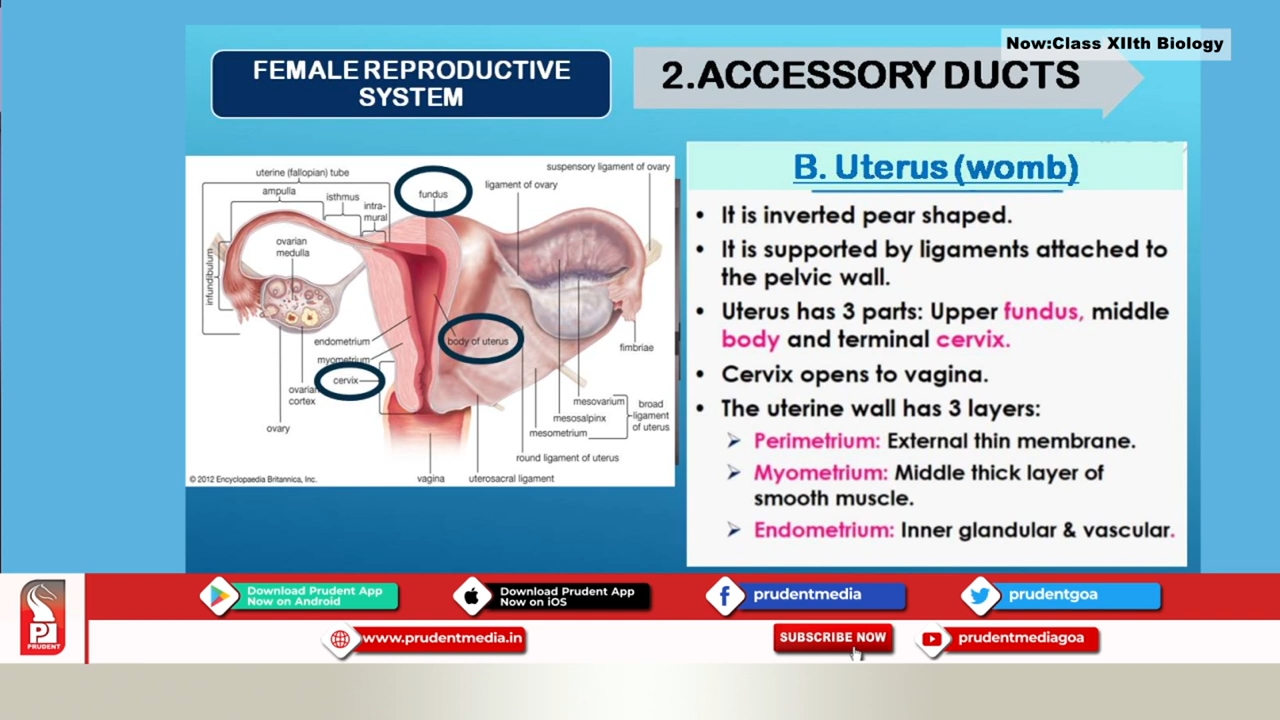 Now:Class XIIth Biology
FEMALE REPRODUCTIVE
SYSTEM
2.ACCESSORY DUCTS
uterine (fallopian) tube
ampulla
isthmus
intra-
mural
fundus
ligament of ovary
suspensory ligament of ovary
infundibulum
ovarian
medulla
endometrium
myometrium
cervix
body of uterus
fimbriae
ovarian
cortex
ovary
mesovarium
mesosalpinx
mesometrium
broad
ligament
of uterus
round ligament of uterus
vagina
uterosacral ligament
© 2012 Encyclopaedia Britannica, Inc.
B. Uterus (womb)
• It is inverted pear shaped.
• It is supported by ligaments attached to
the pelvic wall.
• Uterus has 3 parts: Upper fundus, middle
body and terminal cervix.
• Cervix opens to vagina.
• The uterine wall has 3 layers:
➢ Perimetrium: External thin membrane.
➢ Myometrium: Middle thick layer of
smooth muscle.
➢ Endometrium: Inner glandular & vascular.
PRUDENT
Download Prudent App
Now on Android
Download Prudent App
Now on iOS
prudentmedia
prudentgoa
www.prudentmedia.in
SUBSCRIBE NOW
prudentmediagoa